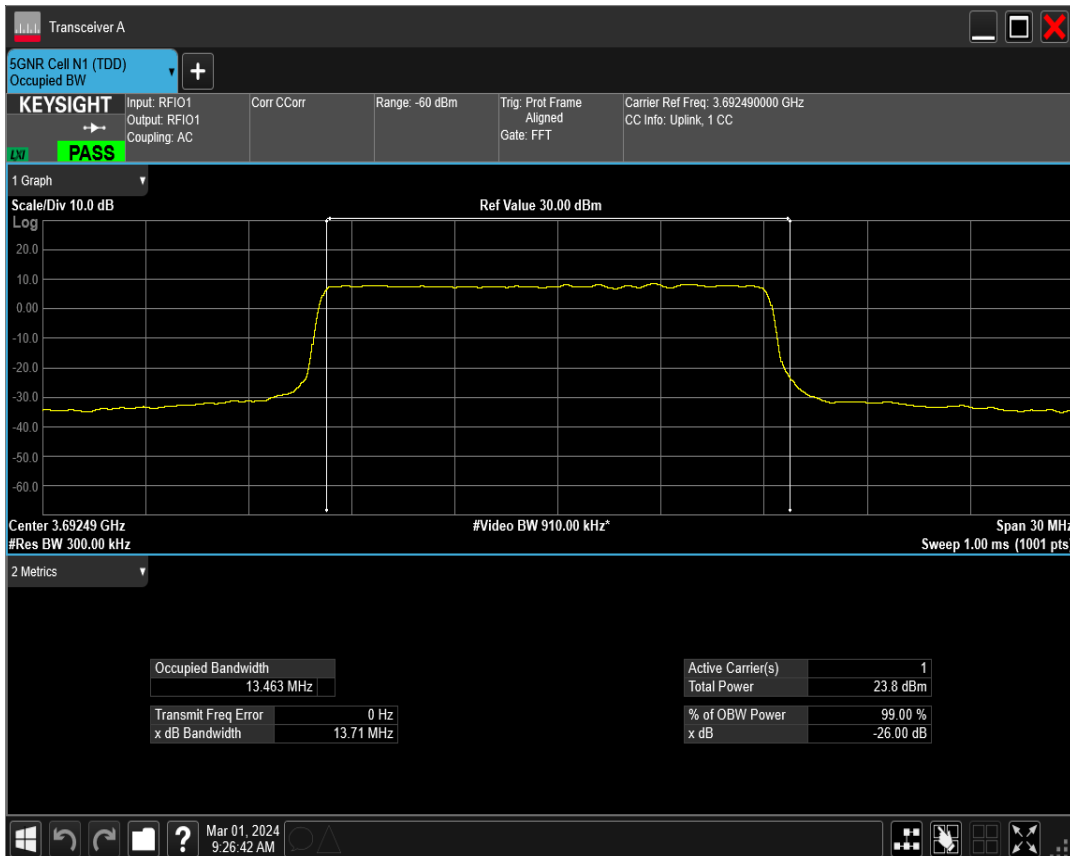 Transceiver A
5GNR Cell N1 (TDD)
Occupied BW
KEYSIGHT
LXI
PASS
Input: RFIO1
Output: RFIO1
Coupling: AC
Corr CCorr
Range: -60 dBm
Trig: Prot Frame
Aligned
Gate: FFT
Carrier Ref Freq: 3.692490000 GHz
CC Info: Uplink, 1 CC
1 Graph
Scale/Div 10.0 dB
Ref Value 30.00 dBm
Log
20.0
10.0
0.00
-10.0
-20.0
-30.0
-40.0
-50.0
-60.0
Center 3.69249 GHz
#Video BW 910.00 kHz*
Span 30 MHz
#Res BW 300.00 kHz
Sweep 1.00 ms (1001 pts)
2 Metrics
Occupied Bandwidth
13.463 MHz
Transmit Freq Error 0 Hz
x dB Bandwidth 13.71 MHz
Active Carrier(s) 1
Total Power 23.8 dBm
% of OBW Power 99.00 %
x dB -26.00 dB
?
Mar 01, 2024
9:26:42 AM